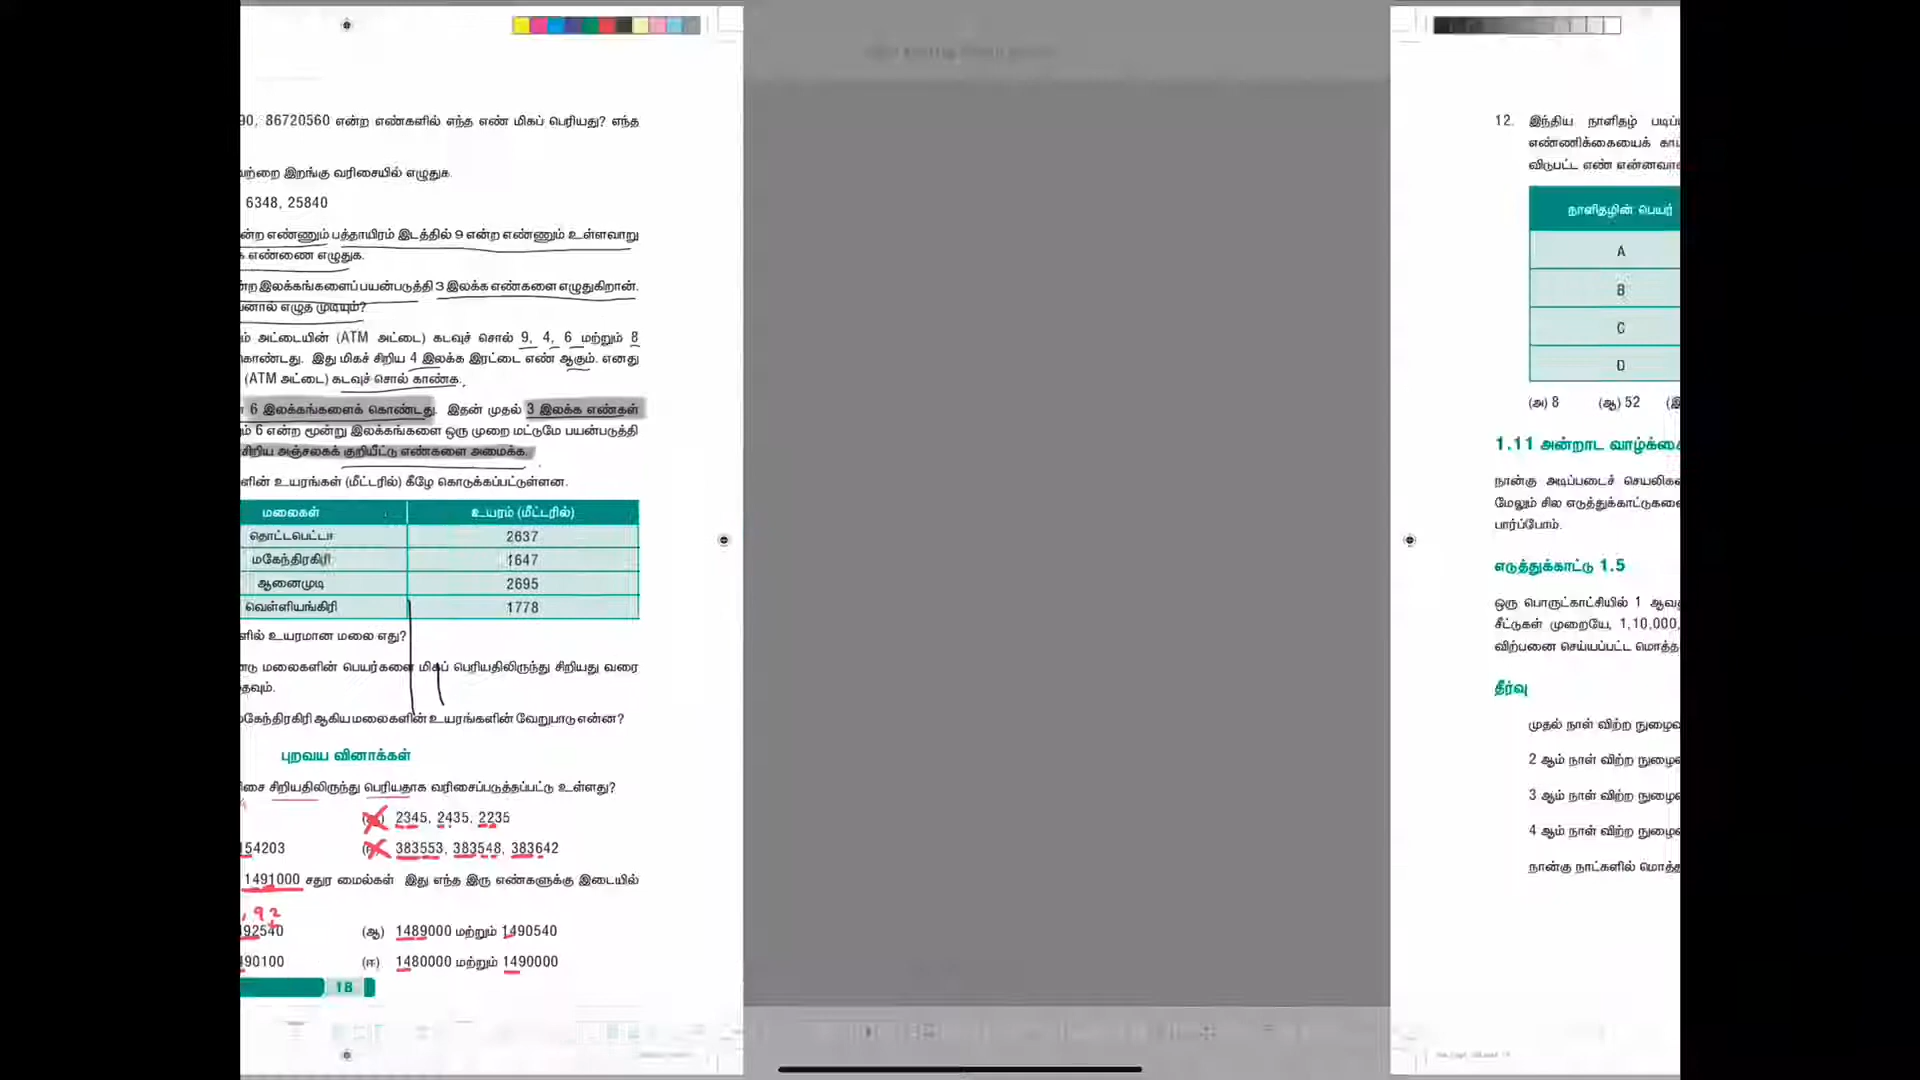 90, 86720560 என்ற எண்களில் எந்த எண் மிகப் பெரியது? எந்த
வற்றை இறங்கு வரிசையில் எழுதுக.
6348, 25840
ன்ற எண்ணும் பத்தாயிரம் இடத்தில் 9 என்ற எண்ணும் உள்ளவாறு
க எண்ணை எழுதுக.
ன்ற இலக்கங்களைப் பயன்படுத்தி 3 இலக்க எண்களை எழுதுகிறான்.
வனால் எழுத முடியும்?
ம் அட்டையின் (ATM அட்டை) கடவுச் சொல் 9, 4, 6 மற்றும் 8
கொண்டது. இது மிகச் சிறிய 4 இலக்க இரட்டை எண் ஆகும். எனது
(ATM அட்டை) கடவுச் சொல் காண்க.
6 இலக்கங்களைக் கொண்டது. இதன் முதல் 3 இலக்க எண்கள்
ம் 6 என்ற மூன்று இலக்கங்களை ஒரு முறை மட்டுமே பயன்படுத்தி
சிறிய அஞ்சலகக் குறியீட்டு எண்களை அமைக்க.
ளின் உயரங்கள் (மீட்டரில்) கீழே கொடுக்கப்பட்டுள்ளன.
மலைகள் உயரம் (மீட்டரில்)
தொட்டபெட்டா 2637
மகேந்திரகிரி 1647
ஆனைமுடி 2695
வெள்ளியங்கிரி 1778
ளில் உயரமான மலை எது?
டு மலைகளின் பெயர்களை மிகப் பெரியதிலிருந்து சிறியது வரை
தவும்.
மகேந்திரகிரி ஆகிய மலைகளின் உயரங்களின் வேறுபாடு என்ன?
புறவய வினாக்கள்
சை சிறியதிலிருந்து பெரியதாக வரிசைப்படுத்தப்பட்டு உள்ளது?
2345, 2435, 2235
154203 383553, 383548, 383642
1491000 சதுர மைல்கள் இது எந்த இரு எண்களுக்கு இடையில்
, 92
92540 (ஆ) 1489000 மற்றும் 1490540
490100 (ஈ) 1480000 மற்றும் 1490000
18
12. இந்திய நாளிதழ் படிப்
எண்ணிக்கையைக் கா
விடுபட்ட எண் என்னவா
நாளிதழின் பெயர்
A
B
C
D
(அ) 8 (ஆ) 52 (இ
1.11 அன்றாட வாழ்க்கை
நான்கு அடிப்படைச் செயலிக
மேலும் சில எடுத்துக்காட்டுகளை
பார்ப்போம்.
எடுத்துக்காட்டு 1.5
ஒரு பொருட்காட்சியில் 1 ஆவ
சீட்டுகள் முறையே, 1,10,000,
விற்பனை செய்யப்பட்ட மொத்த
தீர்வு
முதல் நாள் விற்ற நுழைவ
2 ஆம் நாள் விற்ற நுழைவ
3 ஆம் நாள் விற்ற நுழைவ
4 ஆம் நாள் விற்ற நுழைவ
நான்கு நாட்களில் மொத்த